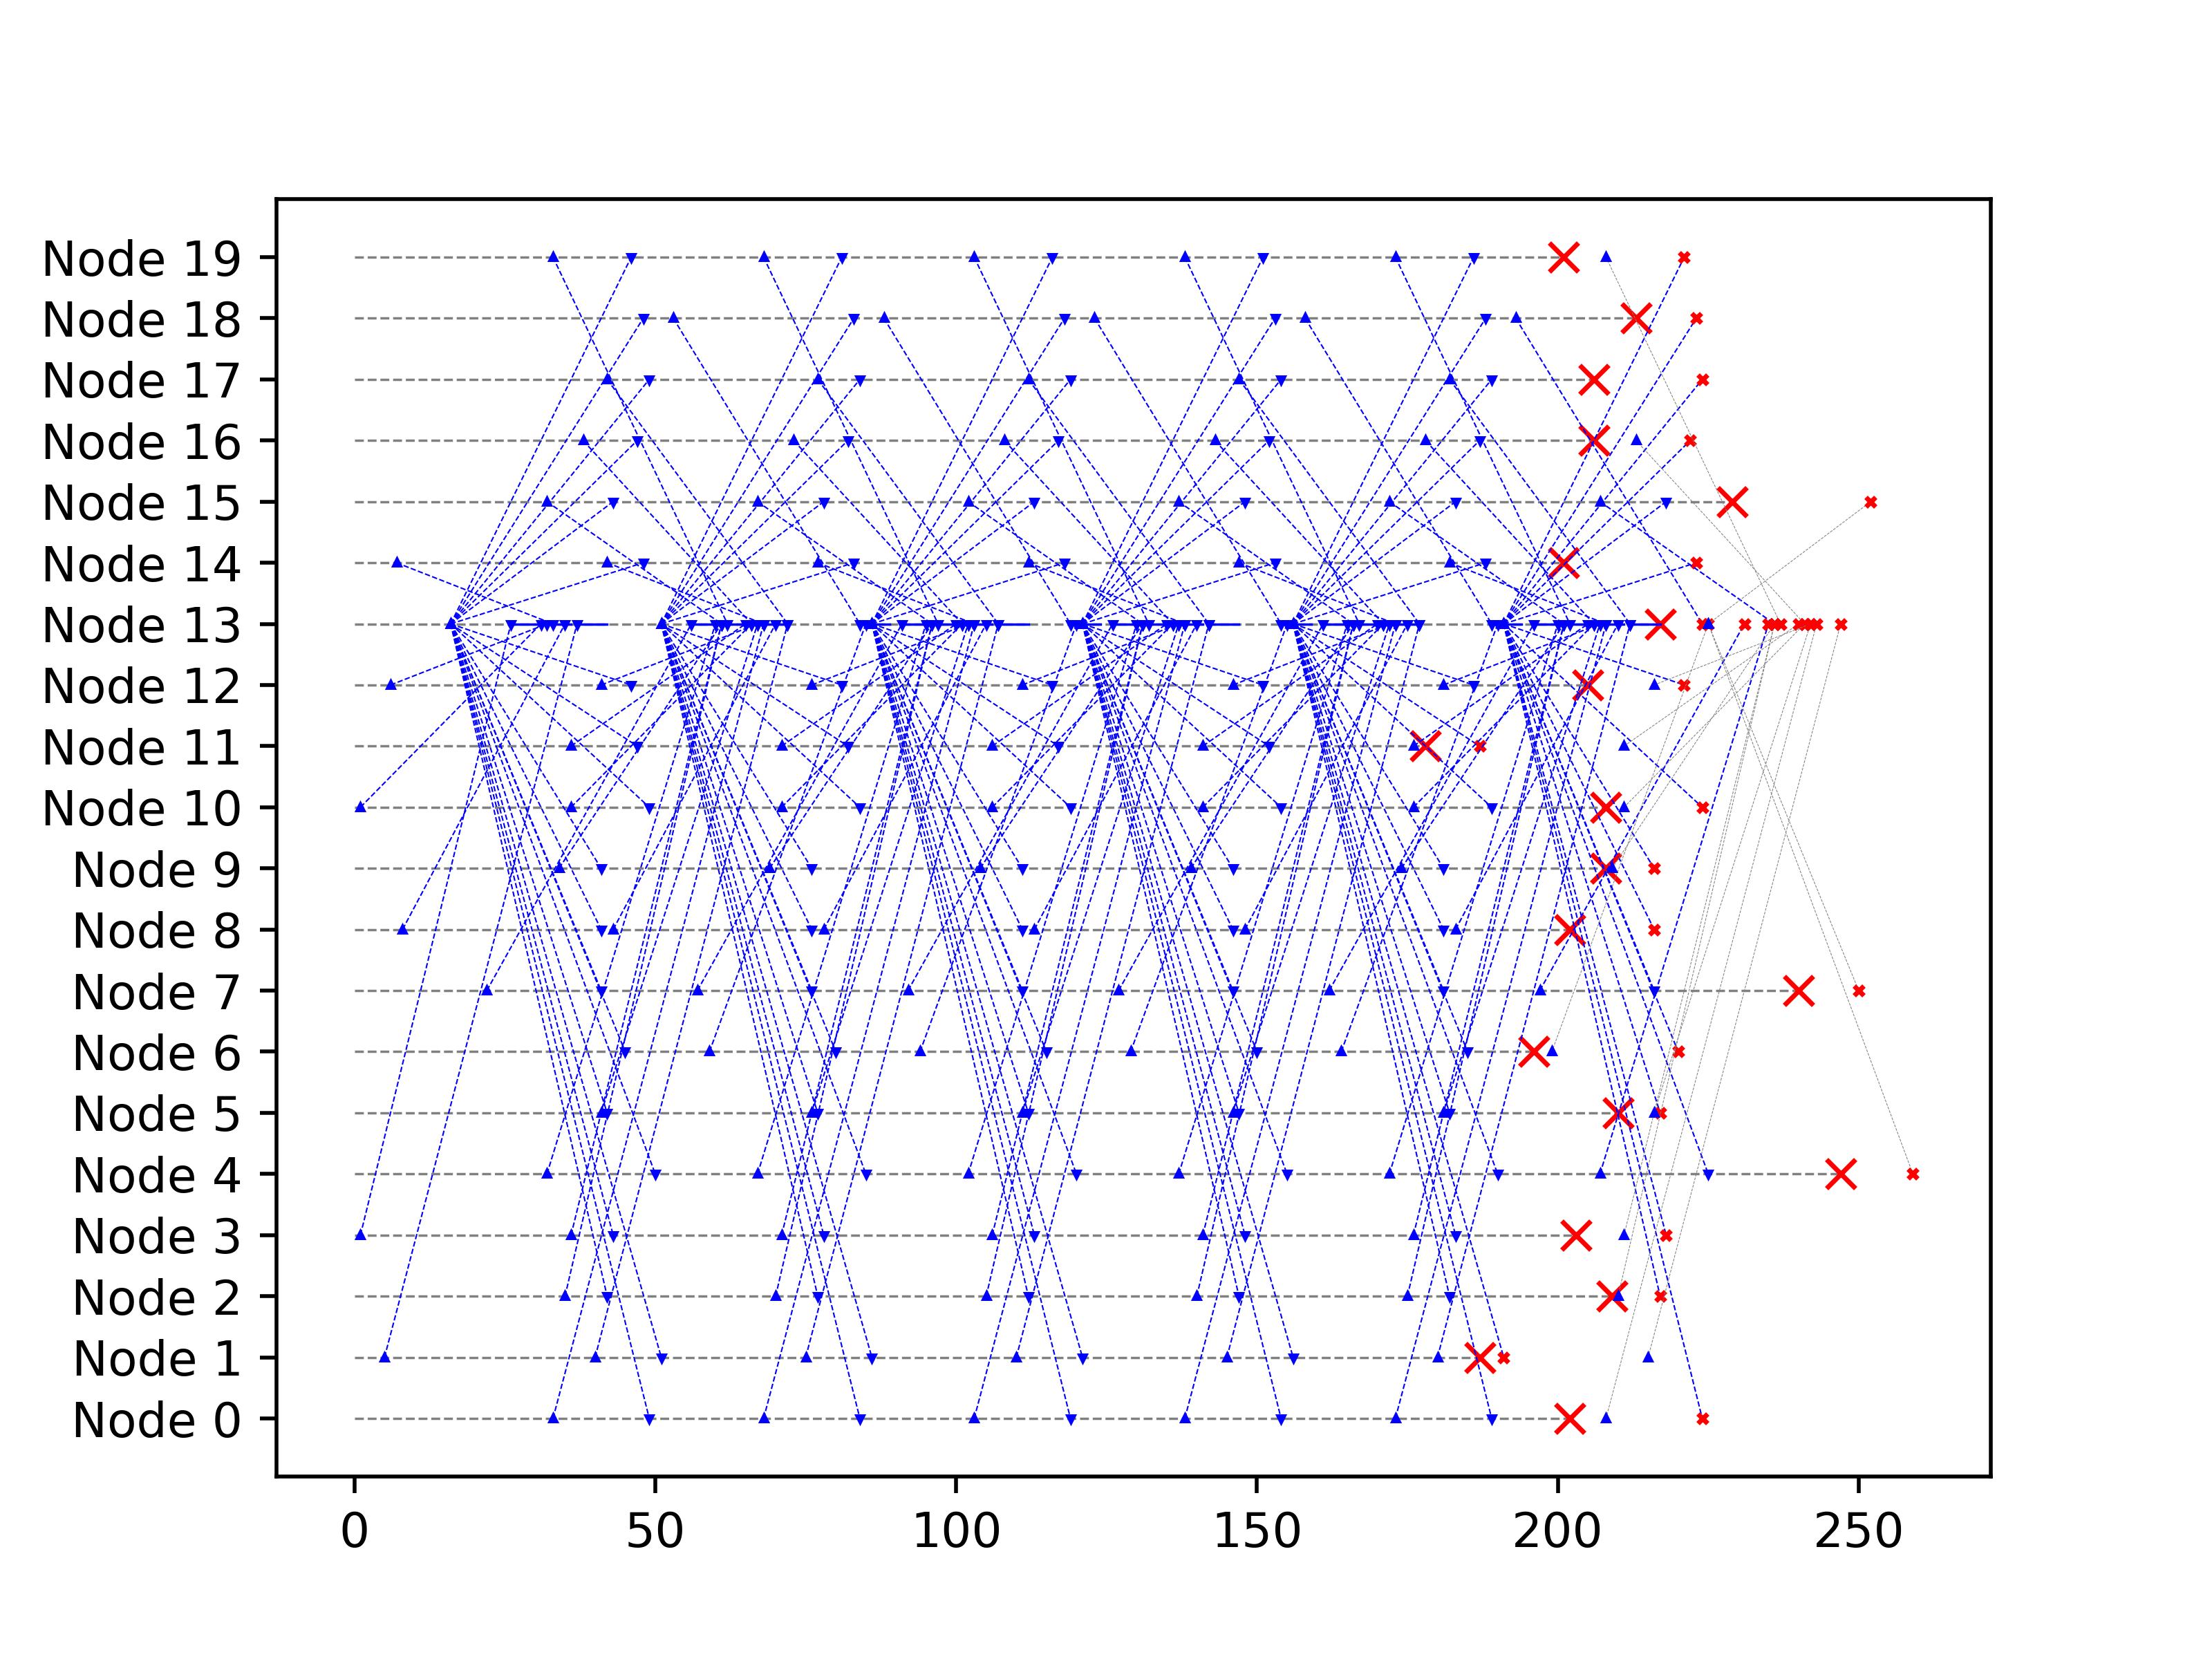 Node 19
Node 18
Node 17
Node 16
Node 15
Node 14
Node 13
Node 12
Node 11
Node 10
Node 9
Node 8
Node 7
Node 6
Node 5
Node 4
Node 3
Node 2
Node 1
Node 0
0 50 100 150 200 250